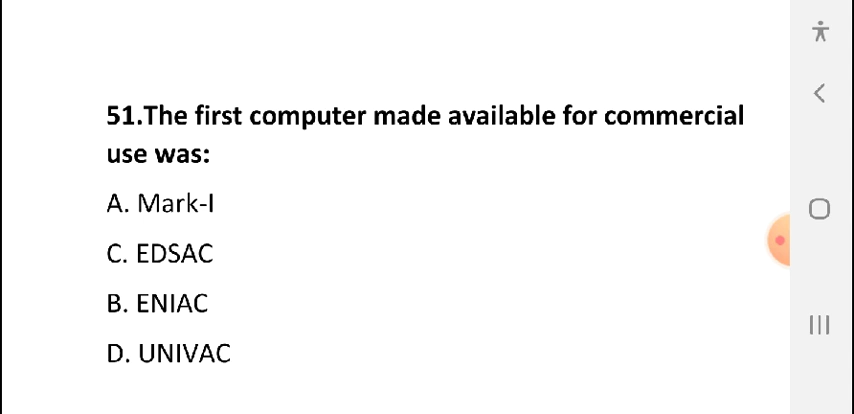 51.The first computer made available for commercial
use was:
A. Mark-I
C. EDSAC
B. ENIAC
D. UNIVAC